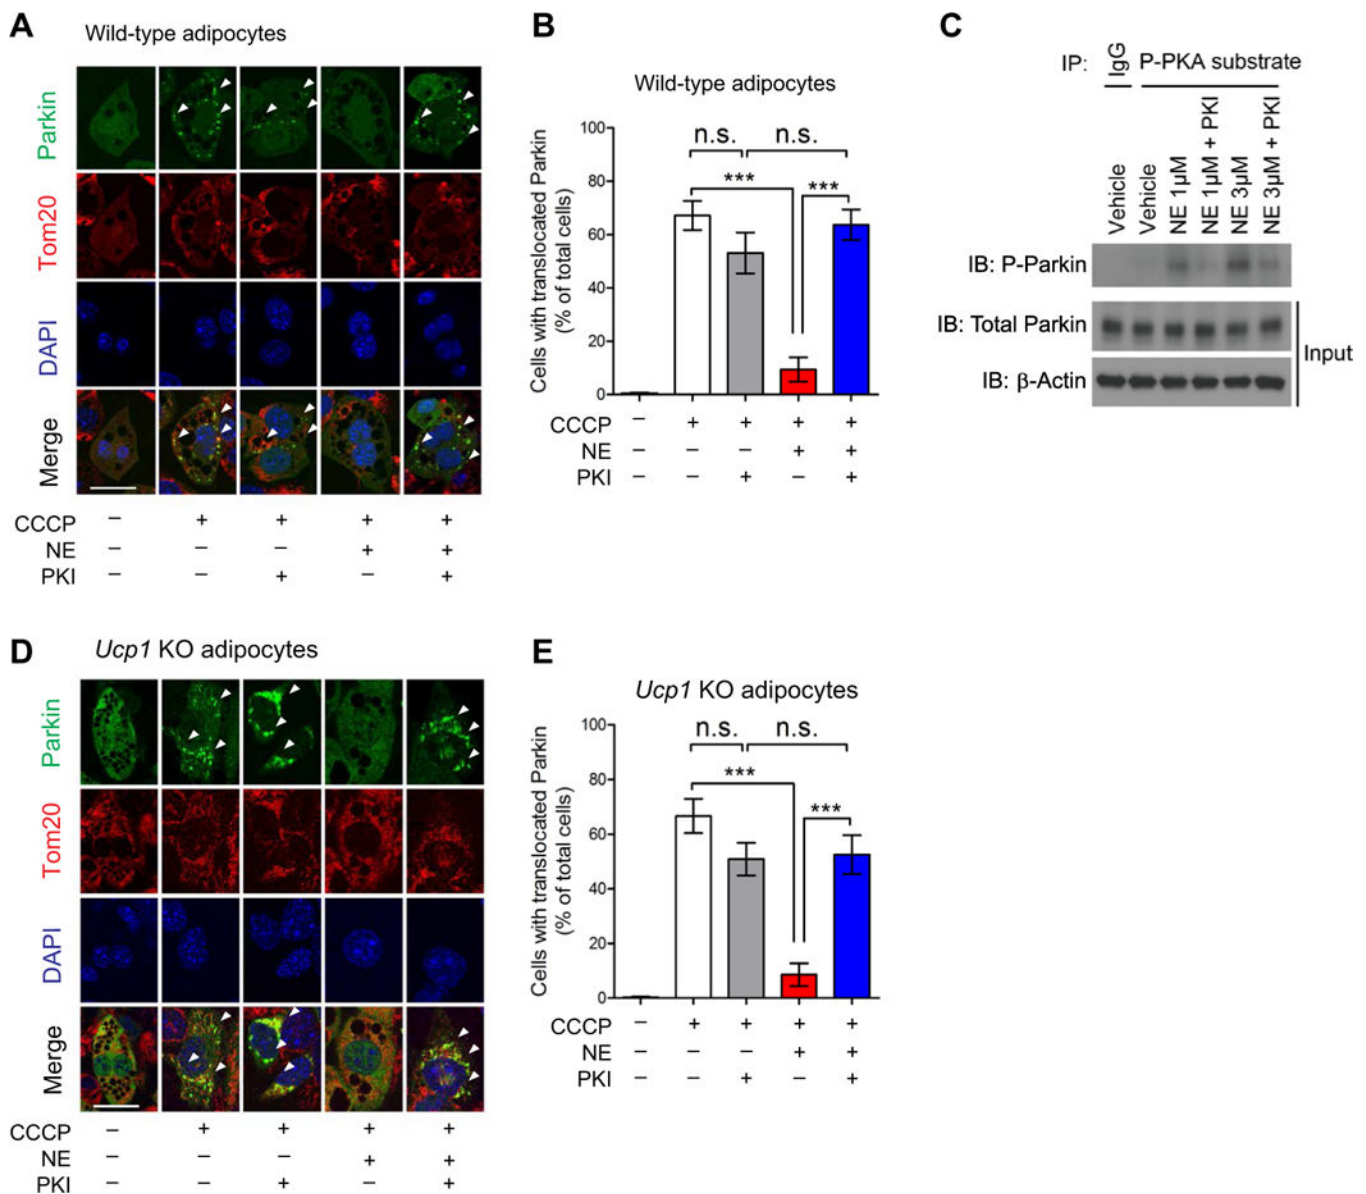 A
Wild-type adipocytes
Parkin
Tom20
DAPI
Merge
CCCP – + + + +
NE – – – + +
PKI – – + – +
B
Wild-type adipocytes
Cells with translocated Parkin
(% of total cells)
100
80
60
40
20
0
n.s. n.s.
*** ***
CCCP – + + + +
NE – – – + +
PKI – – + – +
C
IP: IgG P-PKA substrate
Vehicle
Vehicle
NE 1μM
NE 1μM + PKI
NE 3μM
NE 3μM + PKI
IB: P-Parkin
IB: Total Parkin
IB: β-Actin
Input
D
Ucp1 KO adipocytes
Parkin
Tom20
DAPI
Merge
CCCP – + + + +
NE – – – + +
PKI – – + – +
E
Ucp1 KO adipocytes
Cells with translocated Parkin
(% of total cells)
100
80
60
40
20
0
n.s. n.s.
*** ***
CCCP – + + + +
NE – – – + +
PKI – – + – +